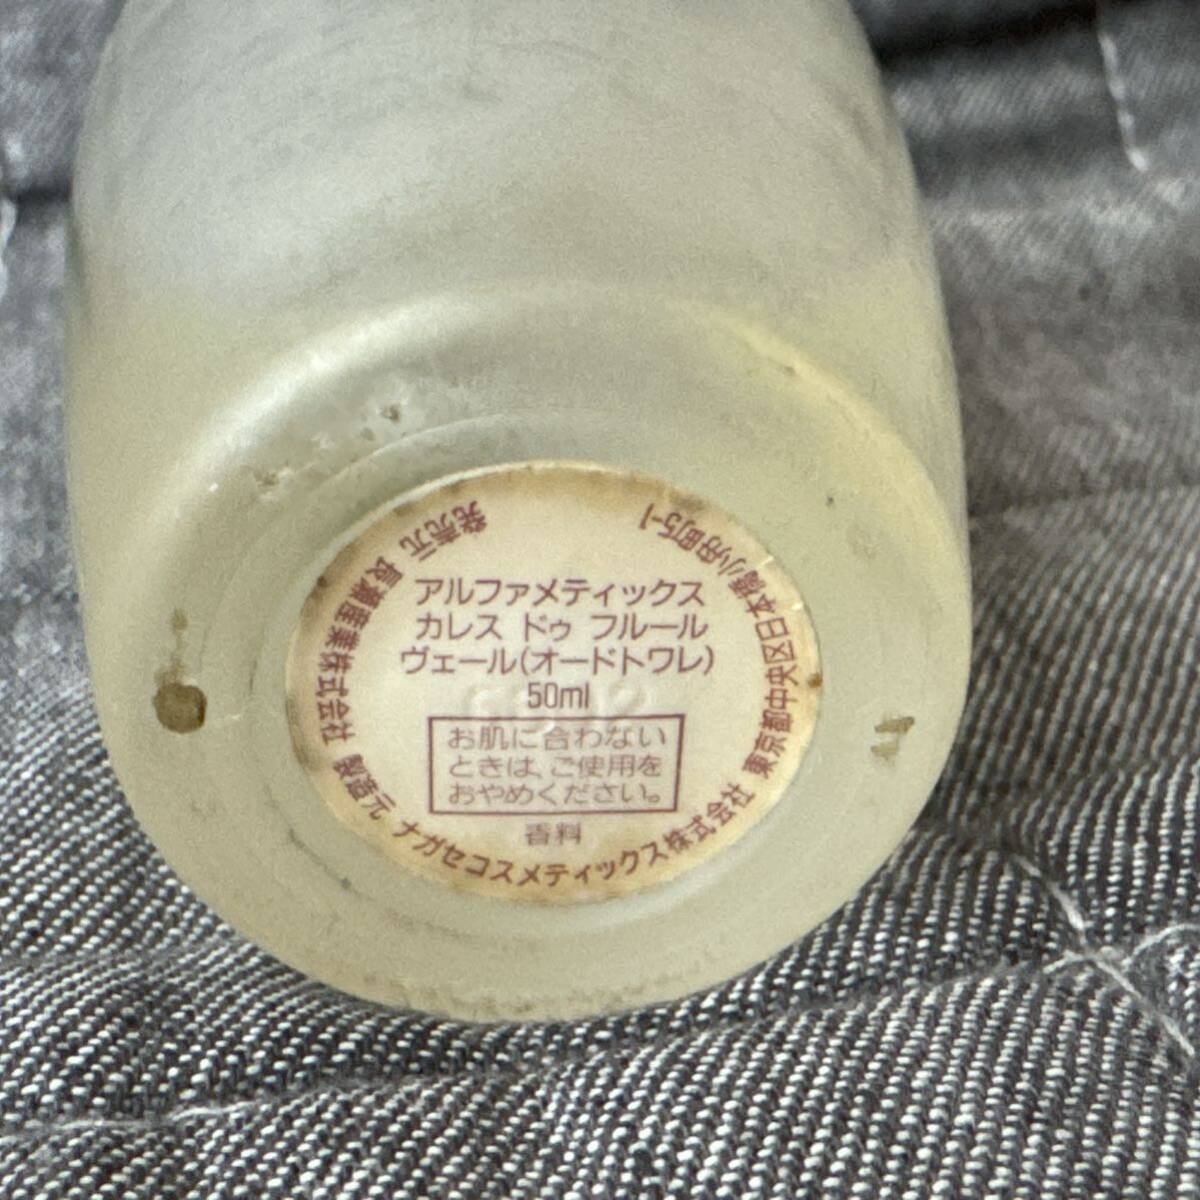 アルファメティックス
カレス ドゥ フルール
ヴェール(オードトワレ)
50ml
お肌に合わない
ときは、ご使用を
おやめください。
香料
発売元 長瀬産業株式会社 製造元 ナガセコスメティックス株式会社 東京都中央区日本橋小舟町5-1